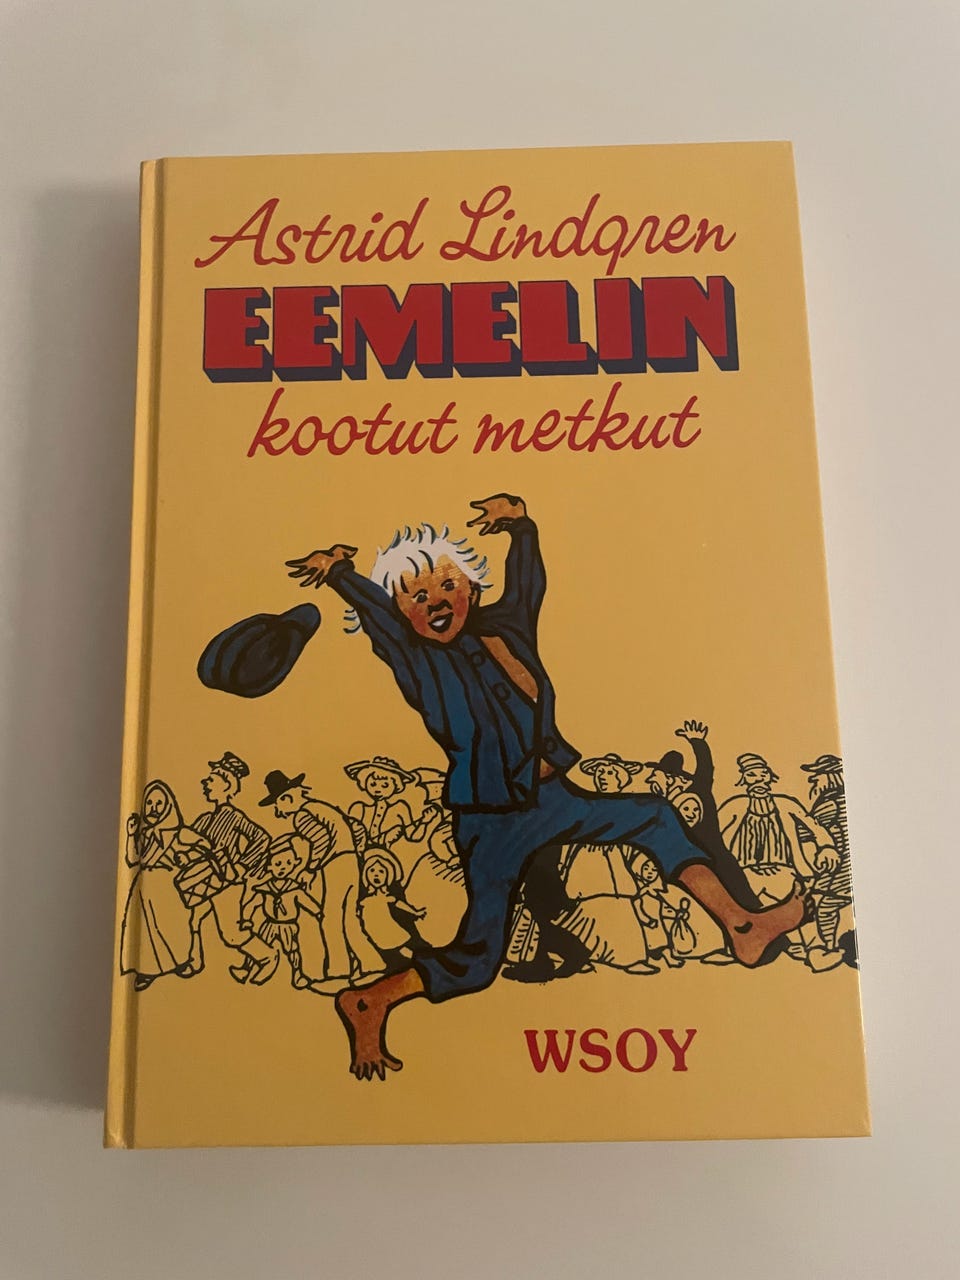 Astrid Lindgren
EEMELIN
kootut metkut
WSOY